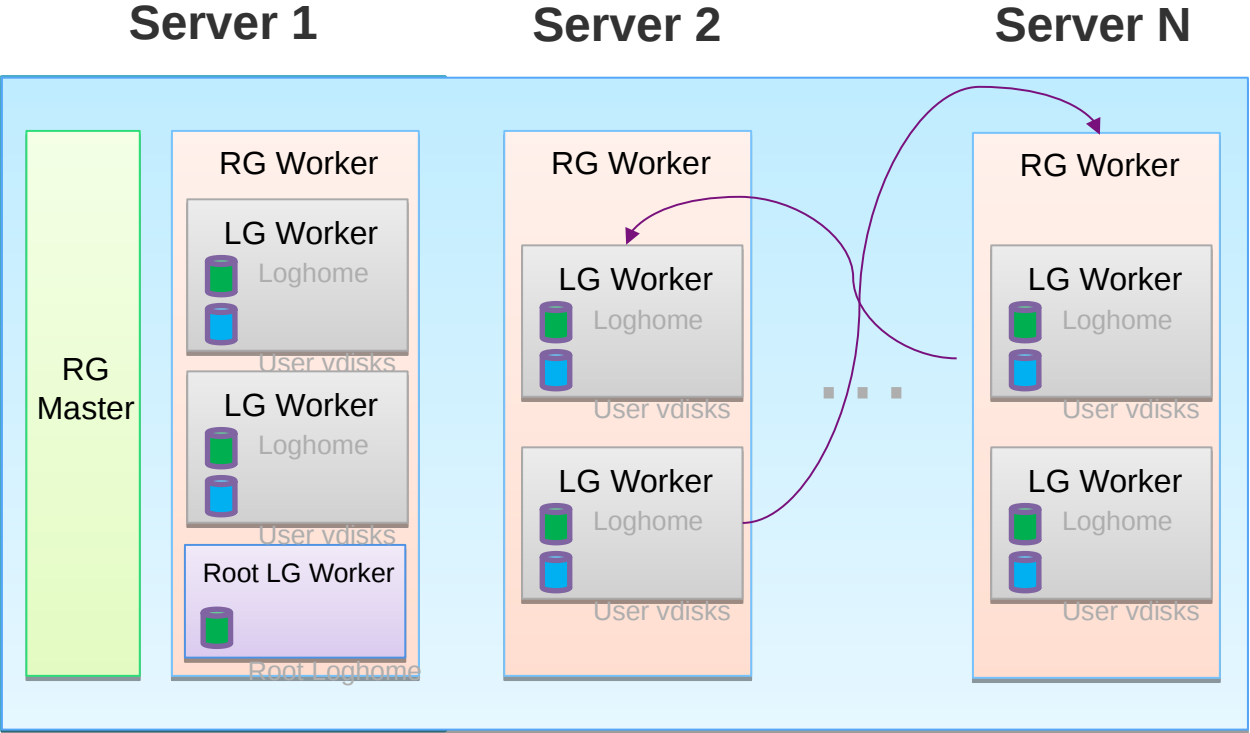 Server 1
Server 2
Server N
RG
Master
RG Worker
LG Worker
Loghome
User vdisks
LG Worker
Loghome
User vdisks
Root LG Worker
Root Loghome
RG Worker
LG Worker
Loghome
User vdisks
LG Worker
Loghome
User vdisks
...
RG Worker
LG Worker
Loghome
User vdisks
LG Worker
Loghome
User vdisks